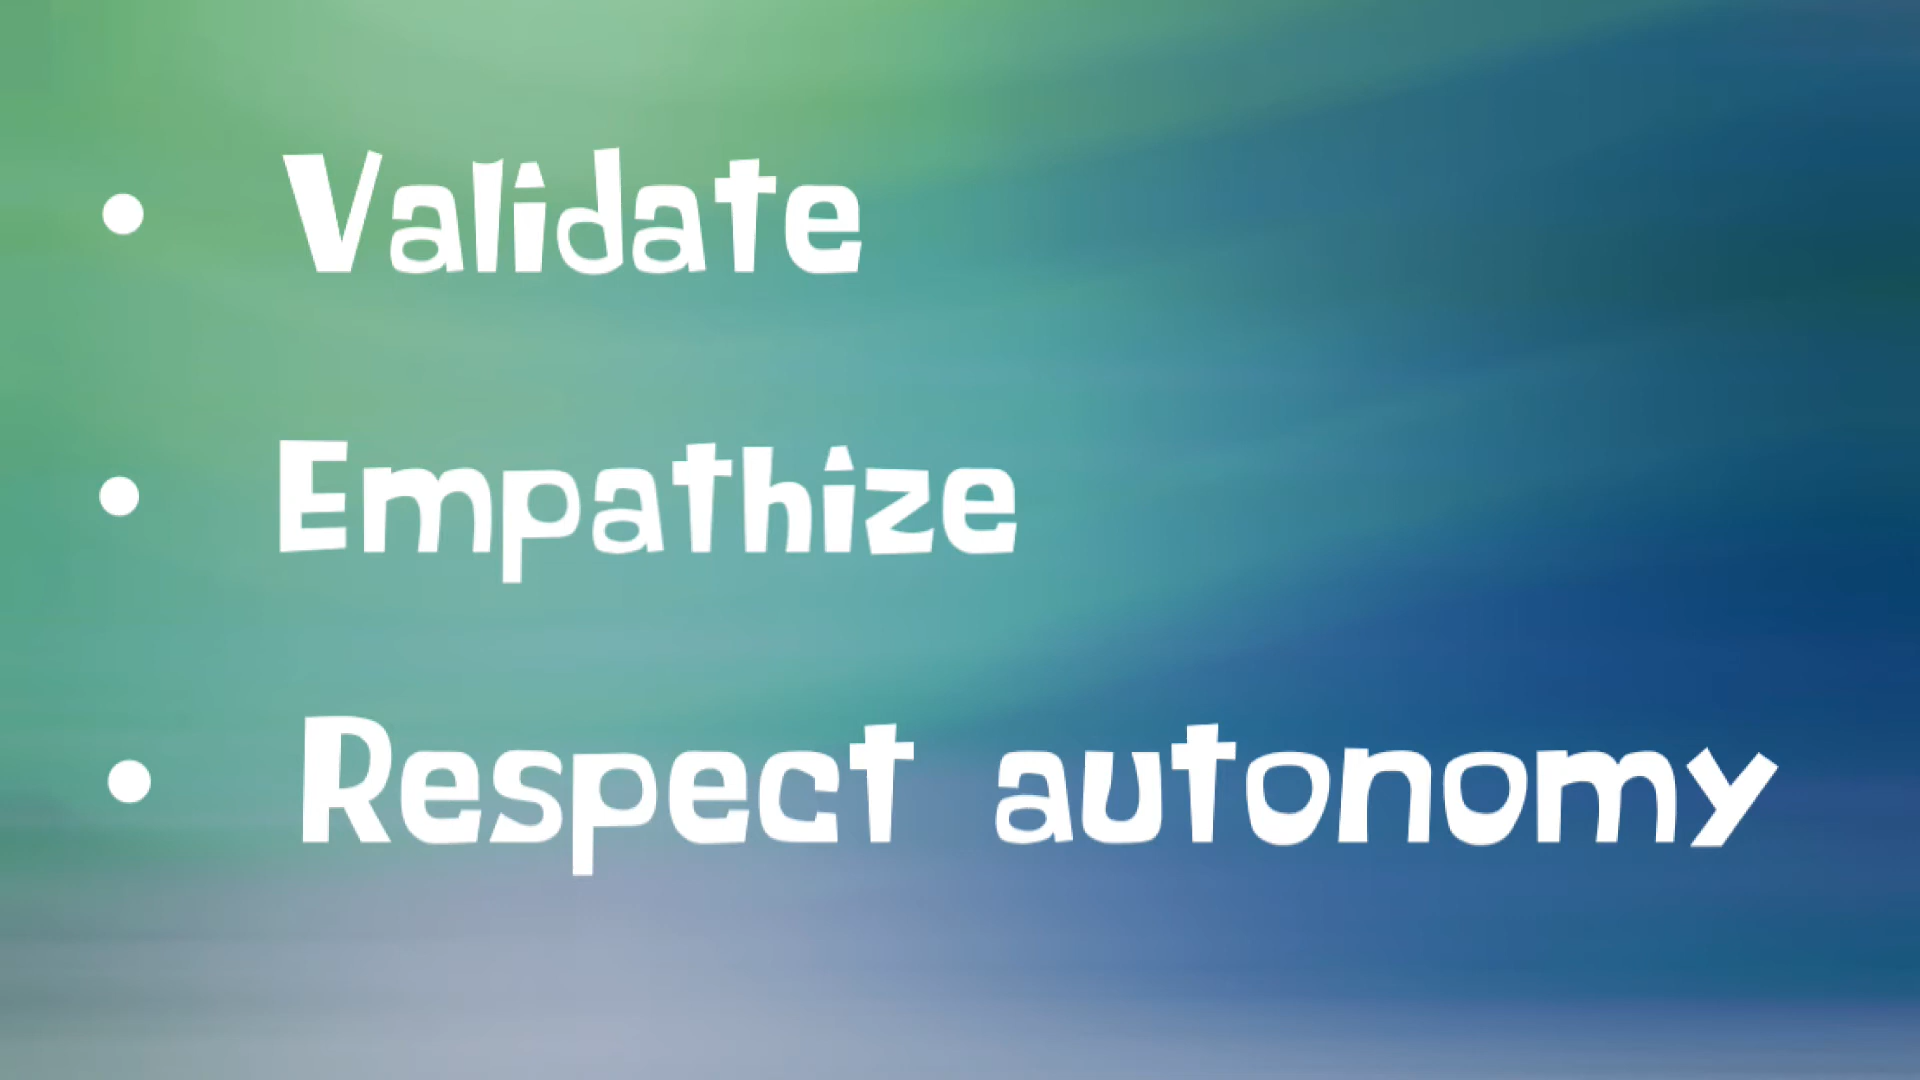 • Validate
• Empathize
• Respect autonomy